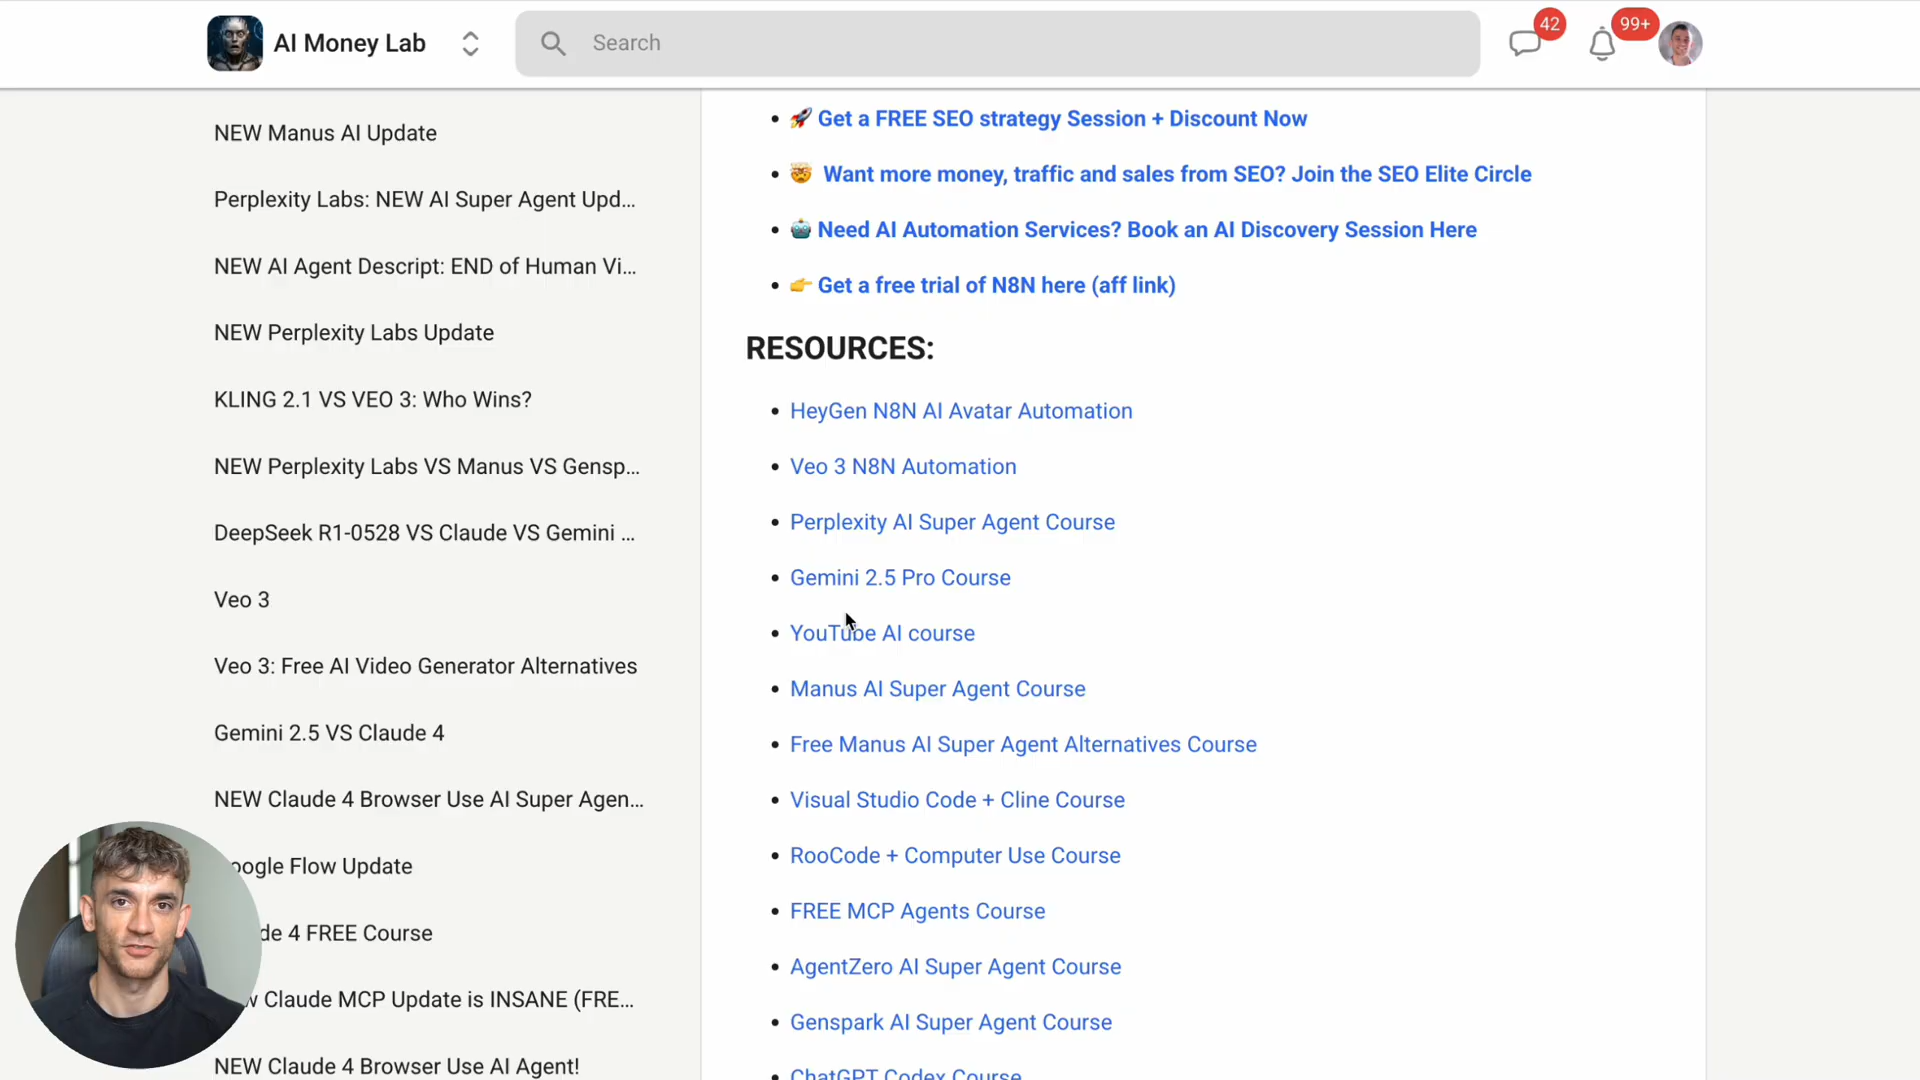 AI Money Lab
Search
42
99+
NEW Manus AI Update
Perplexity Labs: NEW AI Super Agent Upd...
NEW AI Agent Descript: END of Human Vi...
NEW Perplexity Labs Update
KLING 2.1 VS VEO 3: Who Wins?
NEW Perplexity Labs VS Manus VS Gensp...
DeepSeek R1-0528 VS Claude VS Gemini ...
Veo 3
Veo 3: Free AI Video Generator Alternatives
Gemini 2.5 VS Claude 4
NEW Claude 4 Browser Use AI Super Agen...
oogle Flow Update
de 4 FREE Course
w Claude MCP Update is INSANE (FRE...
NEW Claude 4 Browser Use AI Agent!
🚀 Get a FREE SEO strategy Session + Discount Now
🤯 Want more money, traffic and sales from SEO? Join the SEO Elite Circle
🤖 Need AI Automation Services? Book an AI Discovery Session Here
👉 Get a free trial of N8N here (aff link)
RESOURCES:
HeyGen N8N AI Avatar Automation
Veo 3 N8N Automation
Perplexity AI Super Agent Course
Gemini 2.5 Pro Course
YouTube AI course
Manus AI Super Agent Course
Free Manus AI Super Agent Alternatives Course
Visual Studio Code + Cline Course
RooCode + Computer Use Course
FREE MCP Agents Course
AgentZero AI Super Agent Course
Genspark AI Super Agent Course
ChatGPT Codex Course